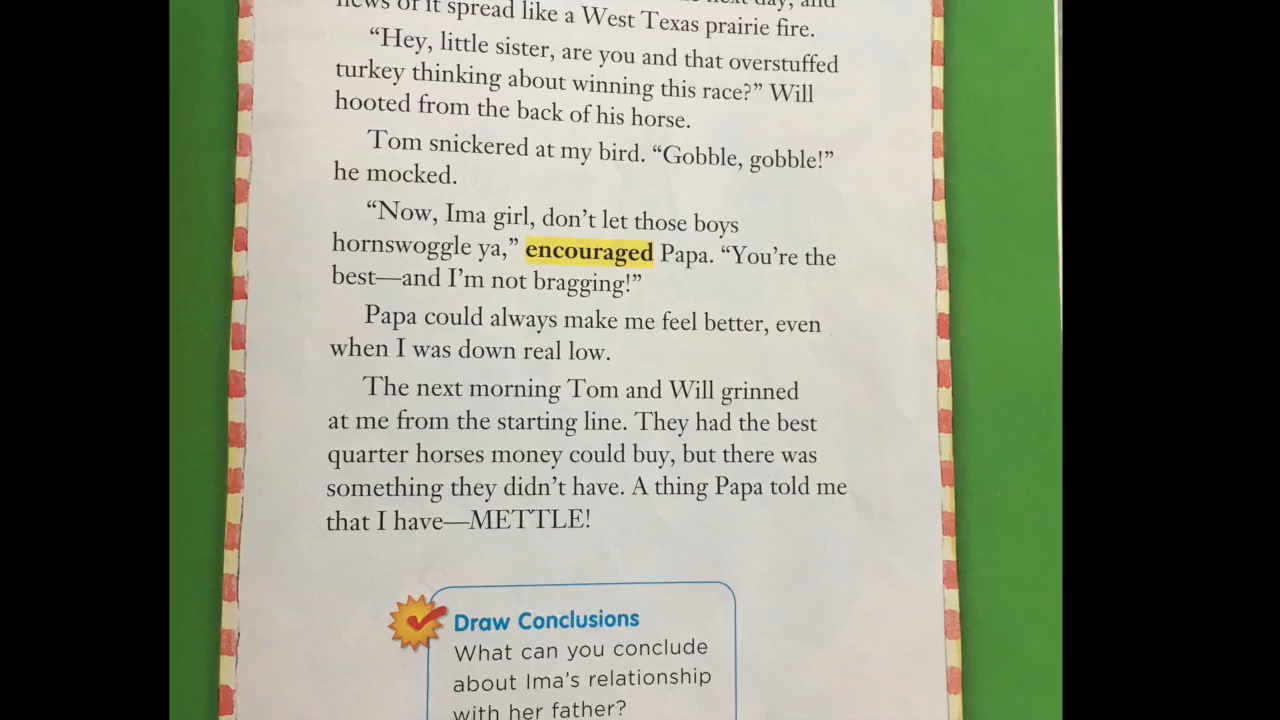 news of it spread like a West Texas prairie fire.
“Hey, little sister, are you and that overstuffed
turkey thinking about winning this race?” Will
hooted from the back of his horse.
Tom snickered at my bird. “Gobble, gobble!”
he mocked.
“Now, Ima girl, don’t let those boys
hornswoggle ya,” encouraged Papa. “You’re the
best—and I’m not bragging!”
Papa could always make me feel better, even
when I was down real low.
The next morning Tom and Will grinned
at me from the starting line. They had the best
quarter horses money could buy, but there was
something they didn’t have. A thing Papa told me
that I have—METTLE!
Draw Conclusions
What can you conclude
about Ima’s relationship
with her father?